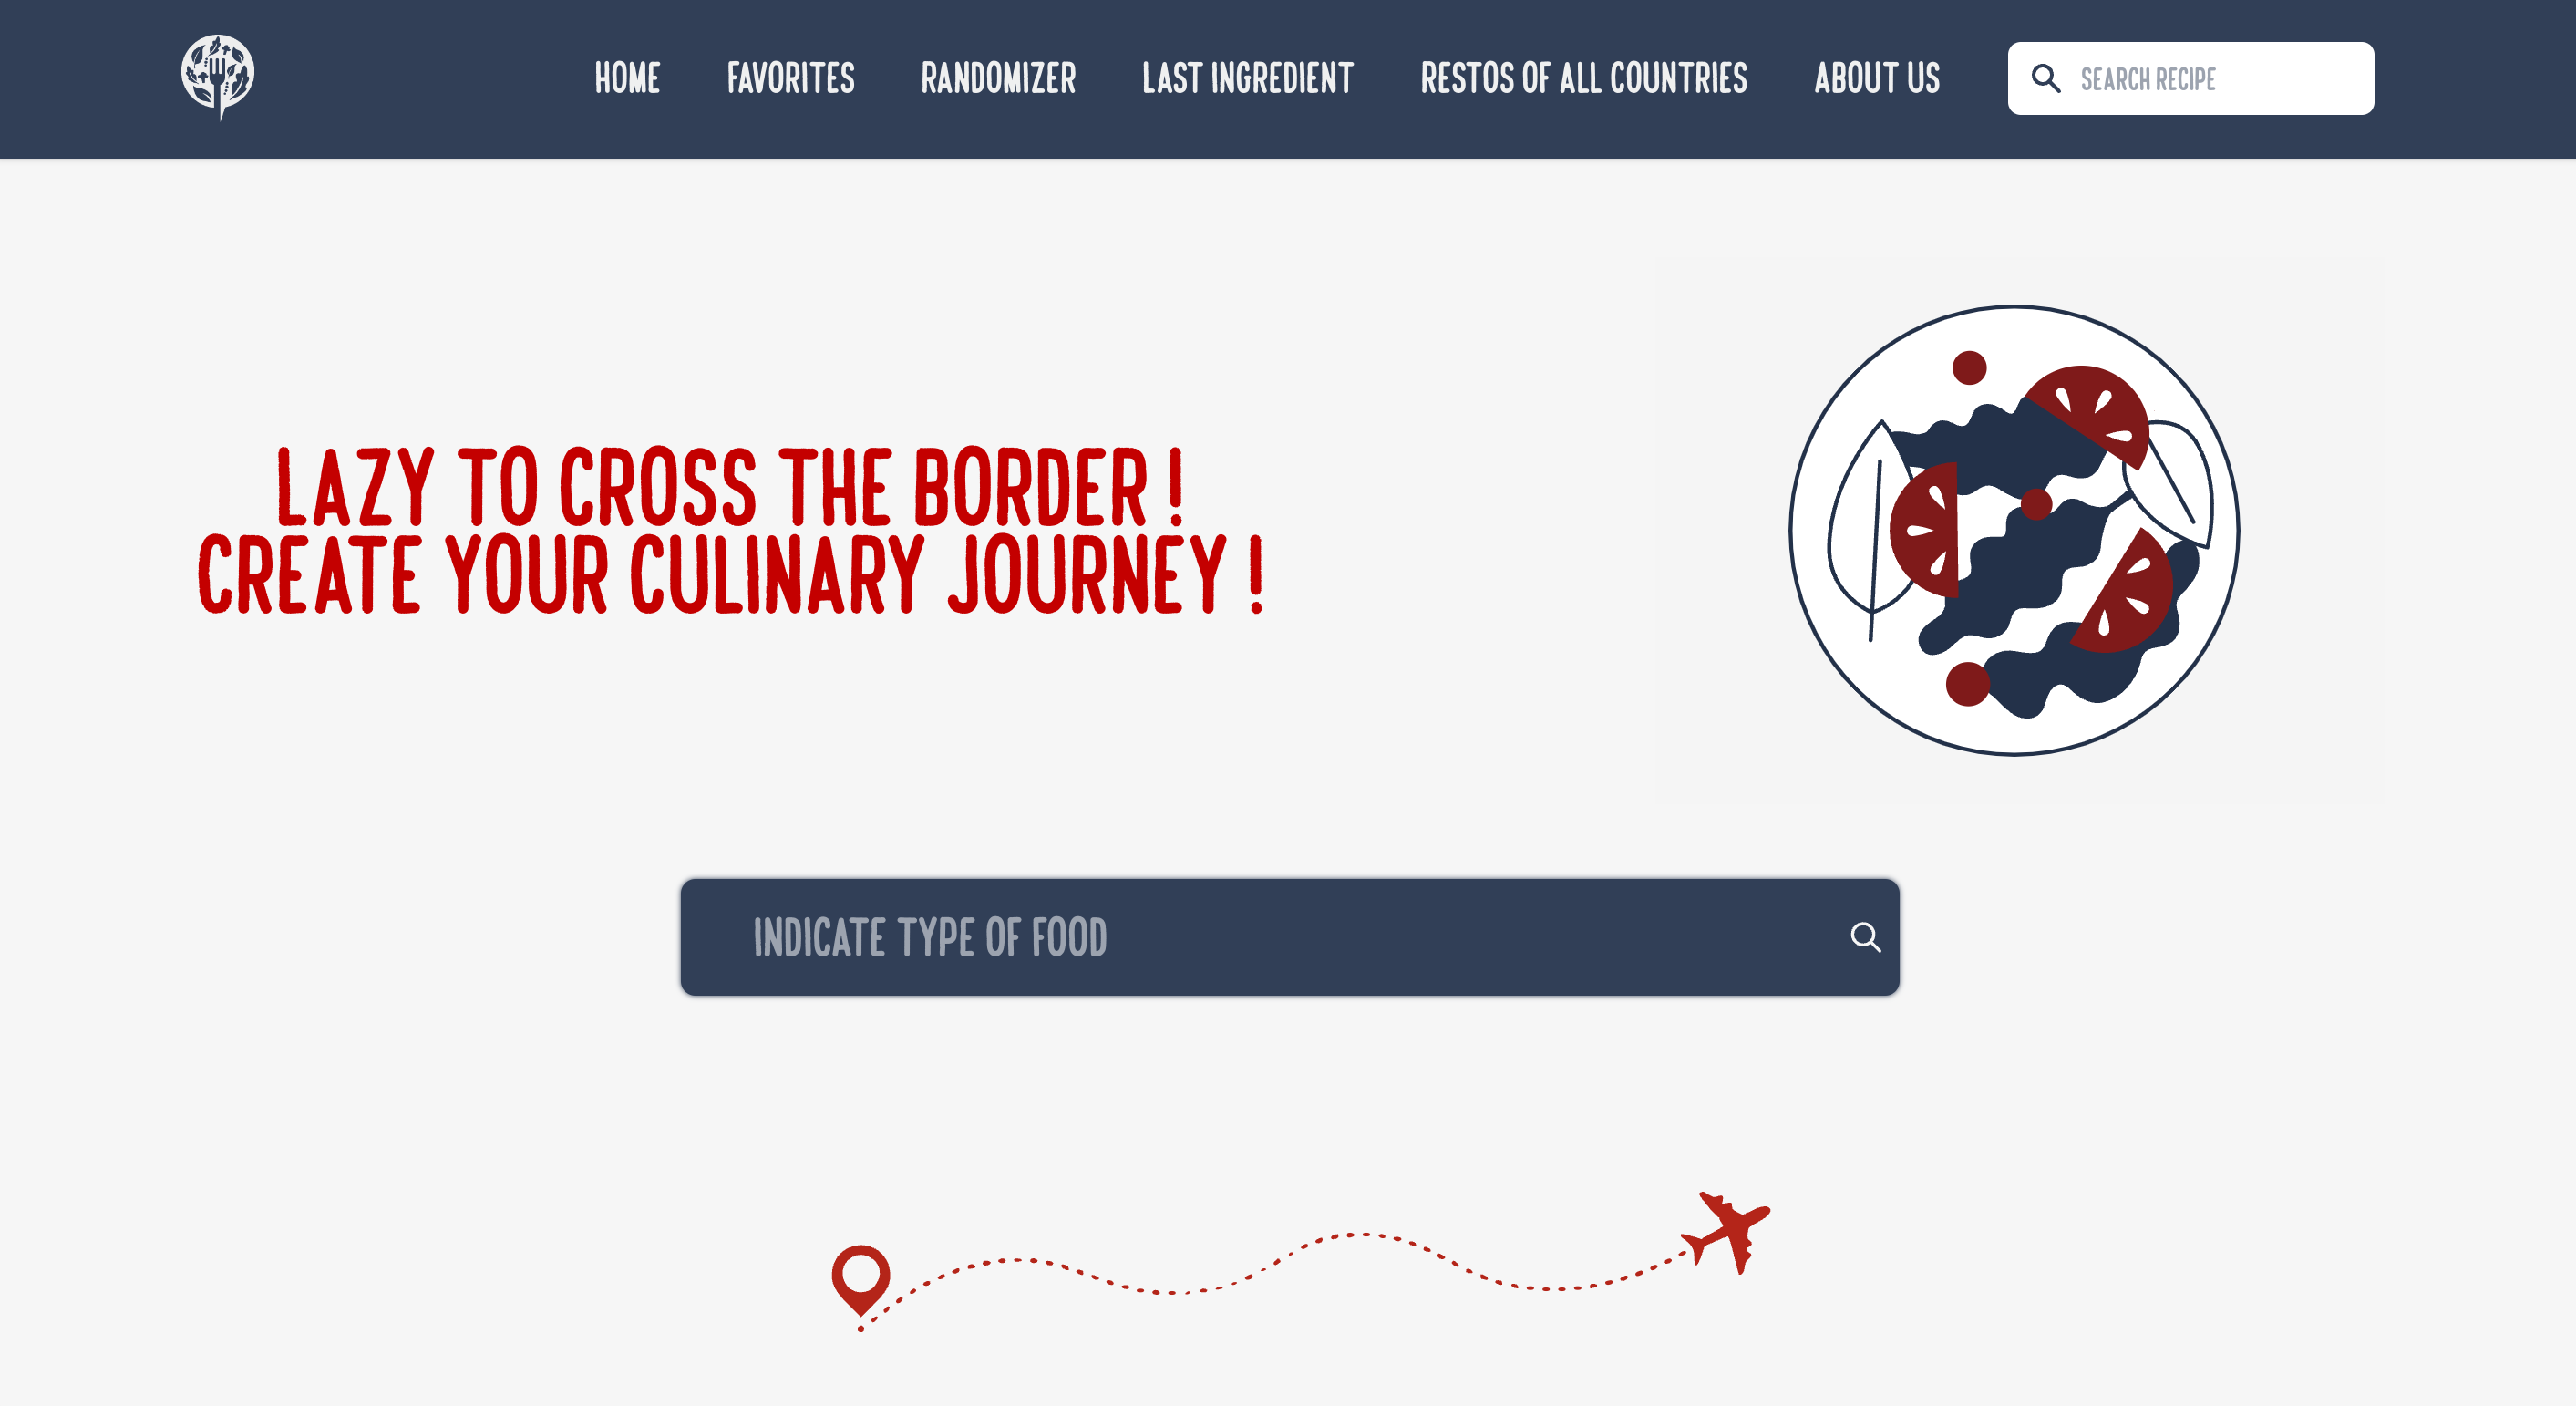 HOME
FAVORITES
RANDOMIZER
LAST INGREDIENT
RESTOS OF ALL COUNTRIES
ABOUT US
SEARCH RECIPE
LAZY TO CROSS THE BORDER !
CREATE YOUR CULINARY JOURNEY !
INDICATE TYPE OF FOOD